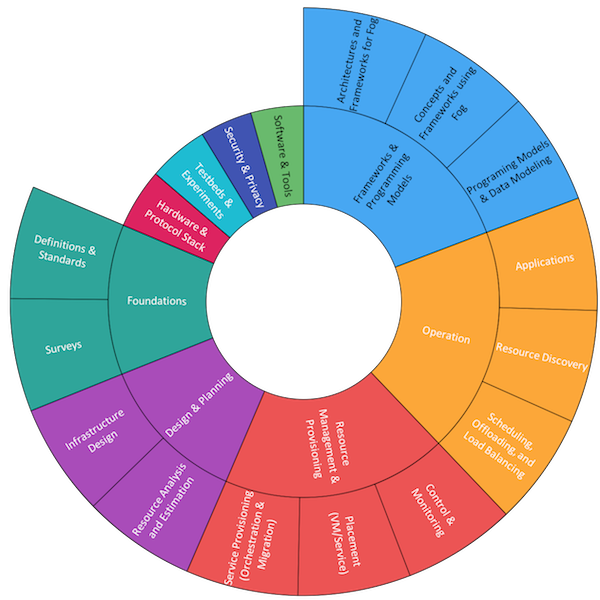 Architectures and
Frameworks for Fog
Concepts and
Frameworks using
Fog
Programing Models
& Data Modeling
Frameworks &
Programming
Models
Applications
Resource Discovery
Scheduling,
Offloading, and
Load Balancing
Operation
Control &
Monitoring
Placement
(VM/Service)
Service Provisioning
(Orchestration &
Migration)
Resource
Management &
Provisioning
Resource Analysis
and Estimation
Infrastructure
Design
Design & Planning
Surveys
Definitions &
Standards
Foundations
Hardware &
Protocol Stack
Testbeds &
Experiments
Security & Privacy
Software & Tools